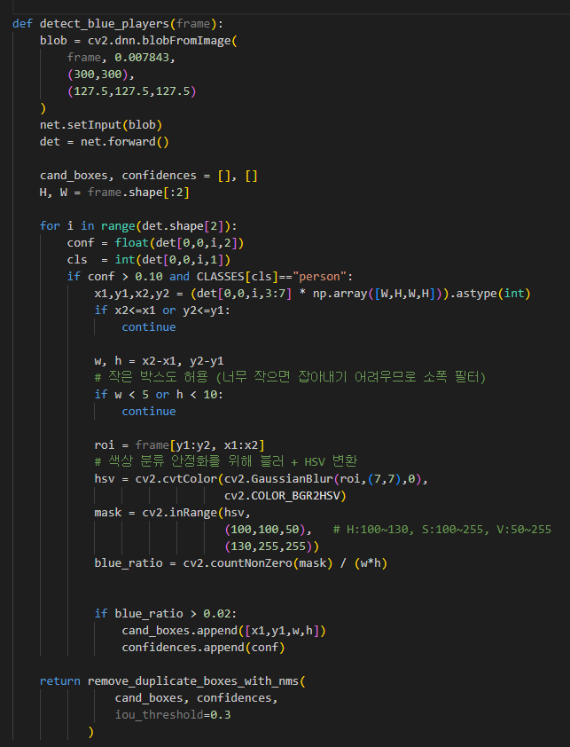 def detect_blue_players(frame):
    blob = cv2.dnn.blobFromImage(
        frame, 0.007843,
        (300,300),
        (127.5,127.5,127.5)
    )
    net.setInput(blob)
    det = net.forward()

    cand_boxes, confidences = [], []
    H, W = frame.shape[:2]

    for i in range(det.shape[2]):
        conf = float(det[0,0,i,2])
        cls  = int(det[0,0,i,1])
        if conf > 0.10 and CLASSES[cls]=="person":
            x1,y1,x2,y2 = (det[0,0,i,3:7] * np.array([W,H,W,H])).astype(int)
            if x2<=x1 or y2<=y1:
                continue

            w, h = x2-x1, y2-y1
            # 작은 박스도 허용 (너무 작으면 잡아내기 어려우므로 소폭 필터)
            if w < 5 or h < 10:
                continue

            roi = frame[y1:y2, x1:x2]
            # 색상 분류 안정화를 위해 블러 + HSV 변환
            hsv = cv2.cvtColor(cv2.GaussianBlur(roi,(7,7),0),
                               cv2.COLOR_BGR2HSV)
            mask = cv2.inRange(hsv,
                               (100,100,50),   # H:100~130, S:100~255, V:50~255
                               (130,255,255))
            blue_ratio = cv2.countNonZero(mask) / (w*h)

            if blue_ratio > 0.02:
                cand_boxes.append([x1,y1,w,h])
                confidences.append(conf)

    return remove_duplicate_boxes_with_nms(
               cand_boxes, confidences,
               iou_threshold=0.3
           )